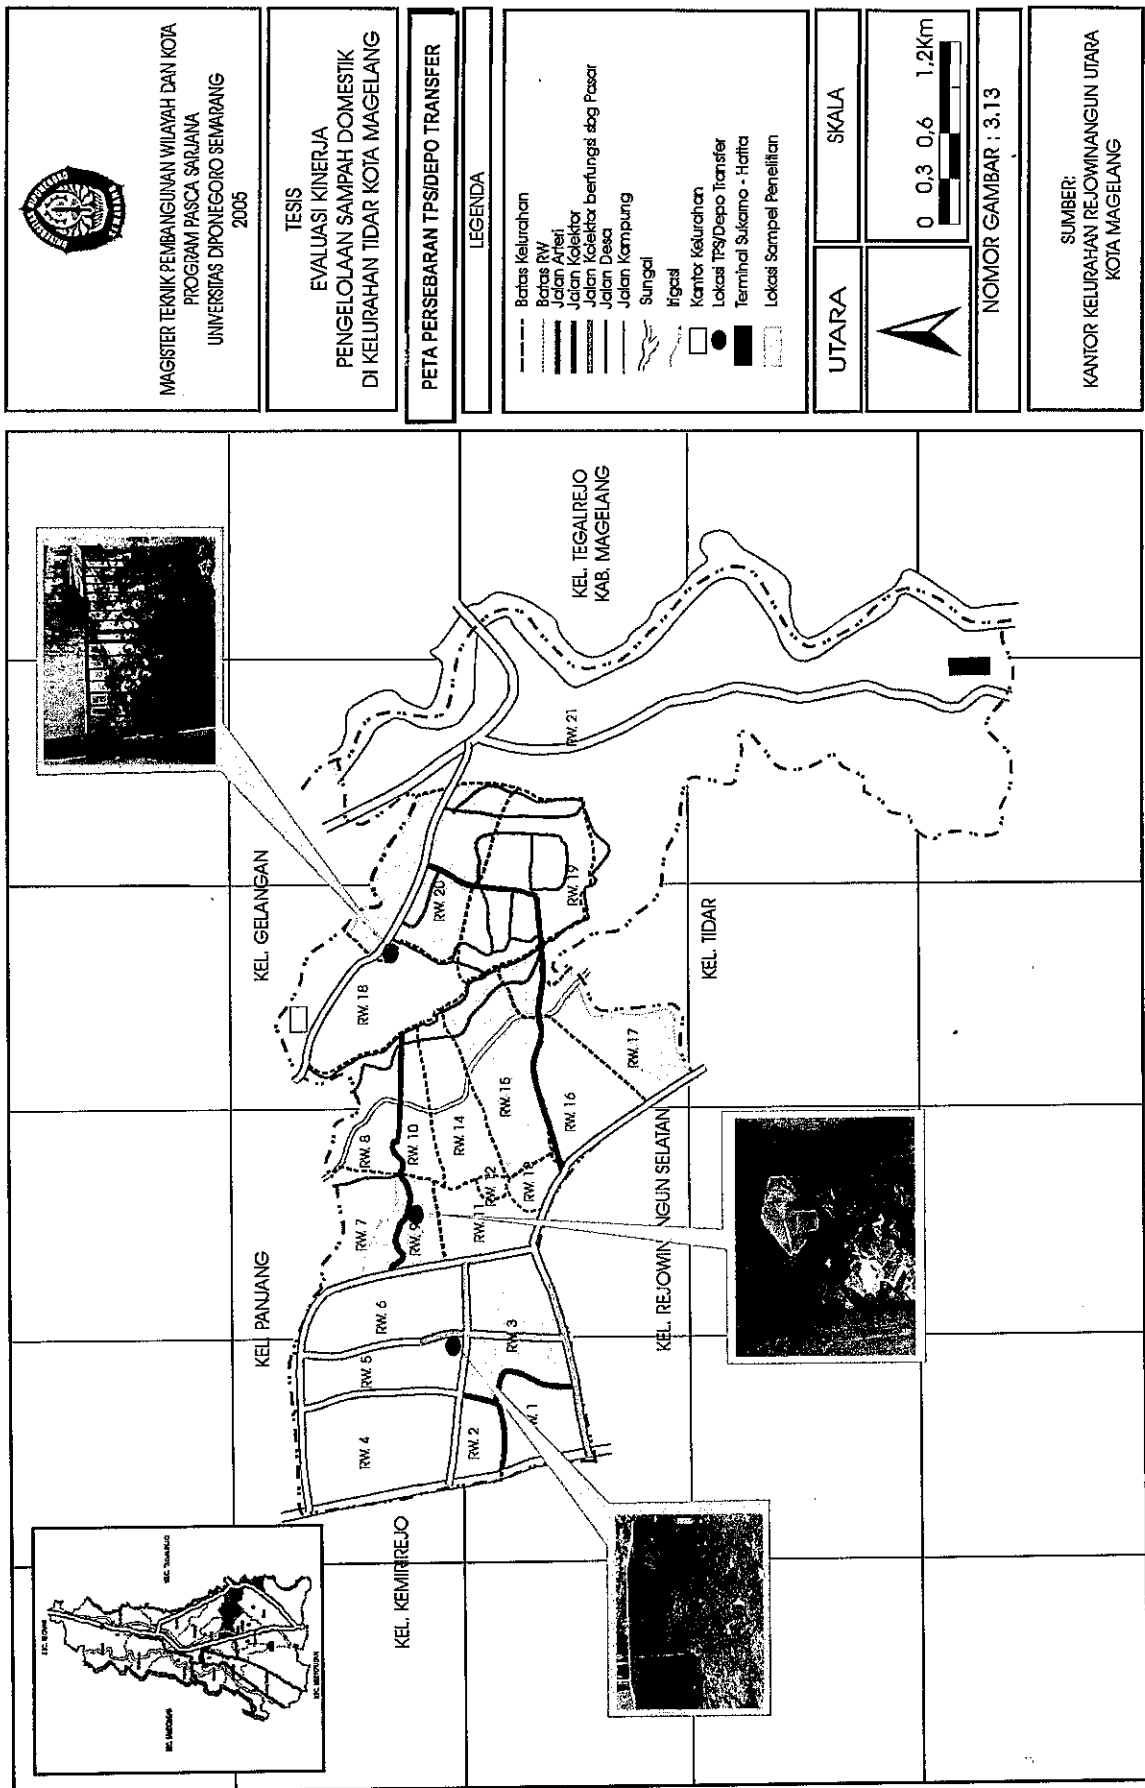 MAGISTER TEKNIK PEMBANGUNAN WILAYAH DAN KOTA
PROGRAM PASCA SARJANA
UNIVERSITAS DIPONEGORO SEMARANG
2005
TESIS
EVALUASI KINERJA
PENGELOLAAN SAMPAH DOMESTIK
DI KELURAHAN TIDAR KOTA MAGELANG
PETA PERSEBARAN TPS/DEPO TRANSFER
LEGENDA
Batas Kelurahan
Batas RW
Jalan Arteri
Jalan Kolektor
Jalan Kolektor berfungsi sbg Pasar
Jalan Desa
Jalan Kampung
Sungai
Irigasi
Kantor Kelurahan
Lokasi TPS/Depo Transfer
Terminal Sukarno - Hatta
Lokasi Sampel Penelitian
UTARA
SKALA
0 0,3 0,6 1,2Km
NOMOR GAMBAR : 3.13
SUMBER:
KANTOR KELURAHAN REJOWINANGUN UTARA
KOTA MAGELANG
KEL. KEMIRIREJO
KEL. PANJANG
KEL. GELANGAN
KEL. TEGALREJO
KAB. MAGELANG
KEL. TIDAR
KEL. REJOWIN NGUN SELATAN
RW. 4
RW. 5
RW. 6
RW. 7
RW. 8
RW. 18
RW. 20
RW. 9
RW. 10
RW. 14
RW. 2
RW. 11
RW. 12
RW. 15
RW. 3
W. 1
RW. 13
RW. 16
RW. 17
RW. 19
RW. 21